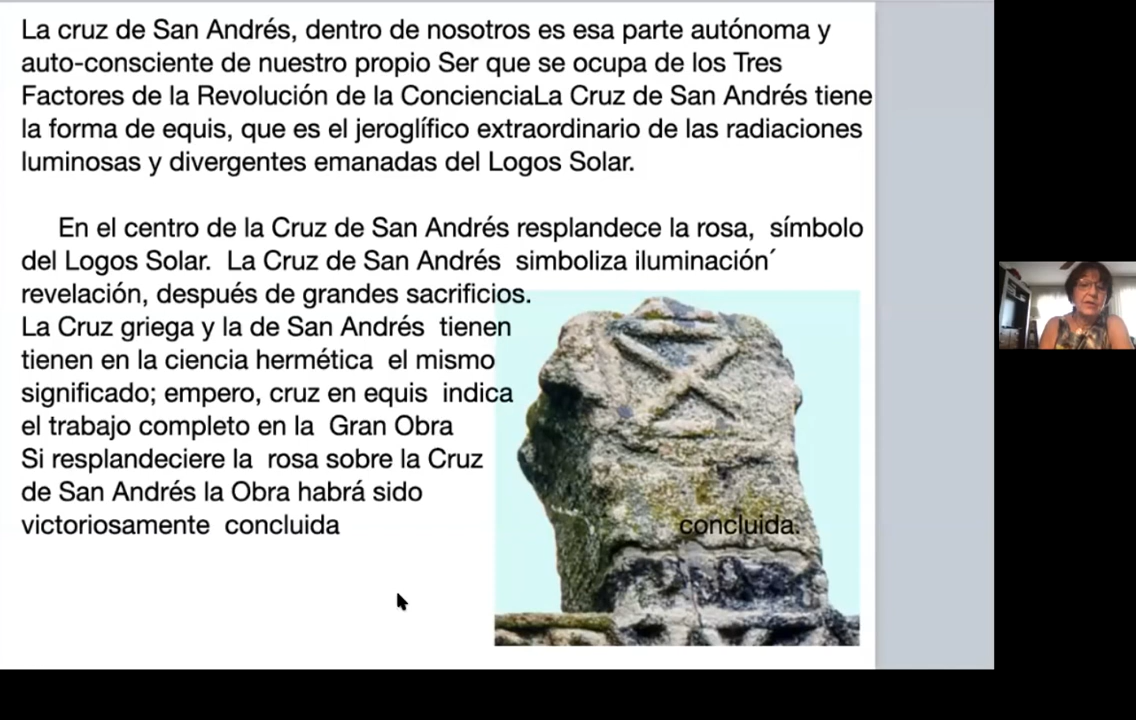 La cruz de San Andrés, dentro de nosotros es esa parte autónoma y
auto-consciente de nuestro propio Ser que se ocupa de los Tres
Factores de la Revolución de la ConcienciaLa Cruz de San Andrés tiene
la forma de equis, que es el jeroglífico extraordinario de las radiaciones
luminosas y divergentes emanadas del Logos Solar.
En el centro de la Cruz de San Andrés resplandece la rosa, símbolo
del Logos Solar. La Cruz de San Andrés simboliza iluminación´
revelación, después de grandes sacrificios.
La Cruz griega y la de San Andrés tienen
tienen en la ciencia hermética el mismo
significado; empero, cruz en equis indica
el trabajo completo en la Gran Obra
Si resplandeciere la rosa sobre la Cruz
de San Andrés la Obra habrá sido
victoriosamente concluida
concluida.